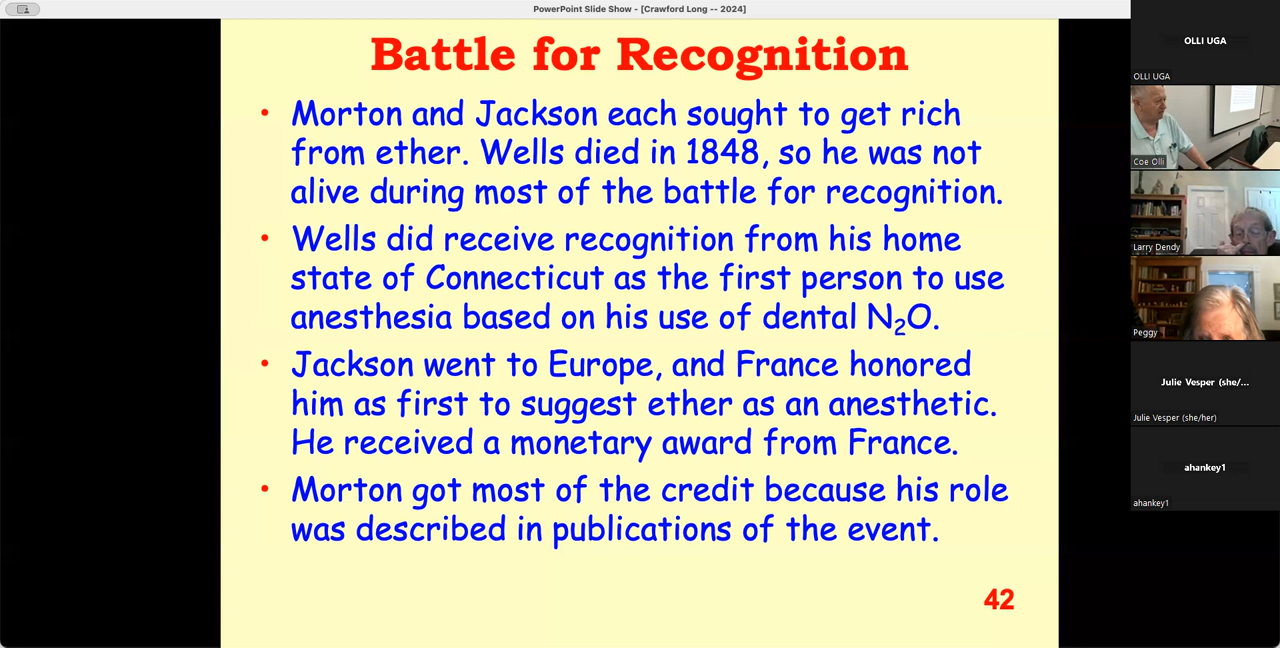 PowerPoint Slide Show - [Crawford Long -- 2024]
Battle for Recognition
• Morton and Jackson each sought to get rich
from ether. Wells died in 1848, so he was not
alive during most of the battle for recognition.
• Wells did receive recognition from his home
state of Connecticut as the first person to use
anesthesia based on his use of dental N₂O.
• Jackson went to Europe, and France honored
him as first to suggest ether as an anesthetic.
He received a monetary award from France.
• Morton got most of the credit because his role
was described in publications of the event.
42
OLLI UGA
OLLI UGA
Coe Olli
Larry Dendy
Peggy
Julie Vesper (she/...
Julie Vesper (she/her)
ahankey1
ahankey1